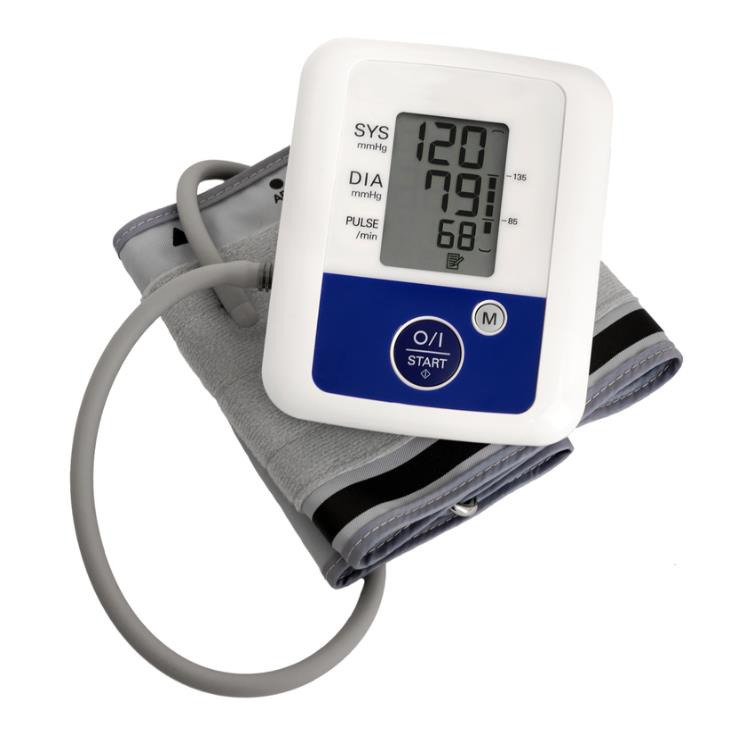 SYS
mmHg
120
DIA
mmHg
79
PULSE
/min
68
-135
-85
M
O/I
START